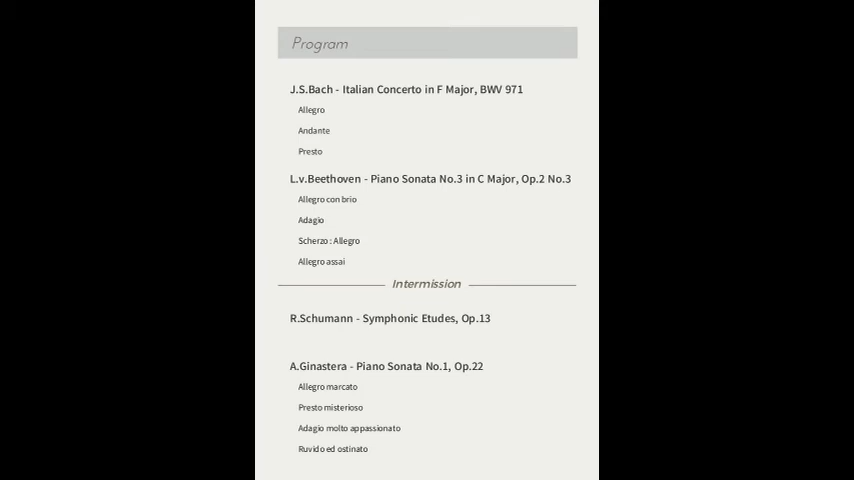 Program
J.S.Bach - Italian Concerto in F Major, BWV 971
Allegro
Andante
Presto
L.v.Beethoven - Piano Sonata No.3 in C Major, Op.2 No.3
Allegro con brio
Adagio
Scherzo : Allegro
Allegro assai
Intermission
R.Schumann - Symphonic Etudes, Op.13
A.Ginastera - Piano Sonata No.1, Op.22
Allegro marcato
Presto misterioso
Adagio molto appassionato
Ruvido ed ostinato